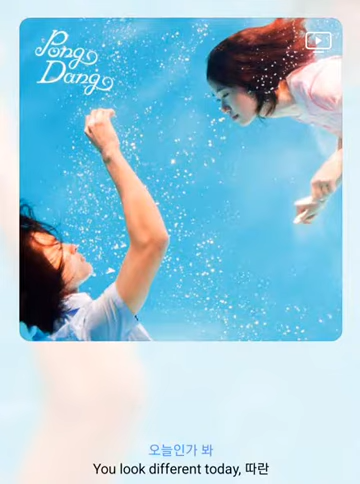 Pong
Dang
오늘인가 봐
You look different today, 따란